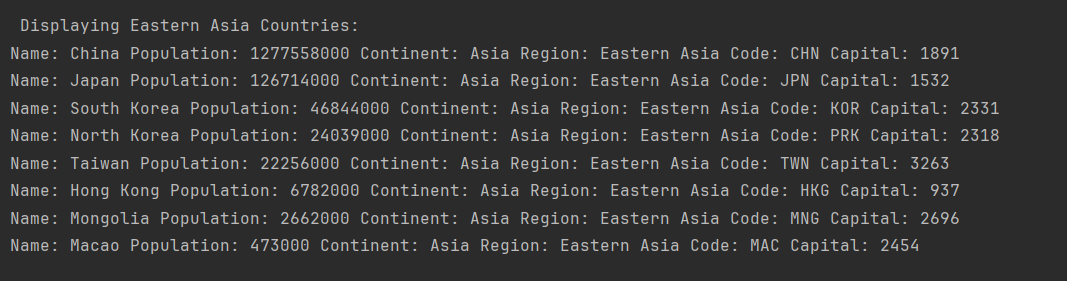 Displaying Eastern Asia Countries:
Name: China Population: 1277558000 Continent: Asia Region: Eastern Asia Code: CHN Capital: 1891
Name: Japan Population: 126714000 Continent: Asia Region: Eastern Asia Code: JPN Capital: 1532
Name: South Korea Population: 46844000 Continent: Asia Region: Eastern Asia Code: KOR Capital: 2331
Name: North Korea Population: 24039000 Continent: Asia Region: Eastern Asia Code: PRK Capital: 2318
Name: Taiwan Population: 22256000 Continent: Asia Region: Eastern Asia Code: TWN Capital: 3263
Name: Hong Kong Population: 6782000 Continent: Asia Region: Eastern Asia Code: HKG Capital: 937
Name: Mongolia Population: 2662000 Continent: Asia Region: Eastern Asia Code: MNG Capital: 2696
Name: Macao Population: 473000 Continent: Asia Region: Eastern Asia Code: MAC Capital: 2454